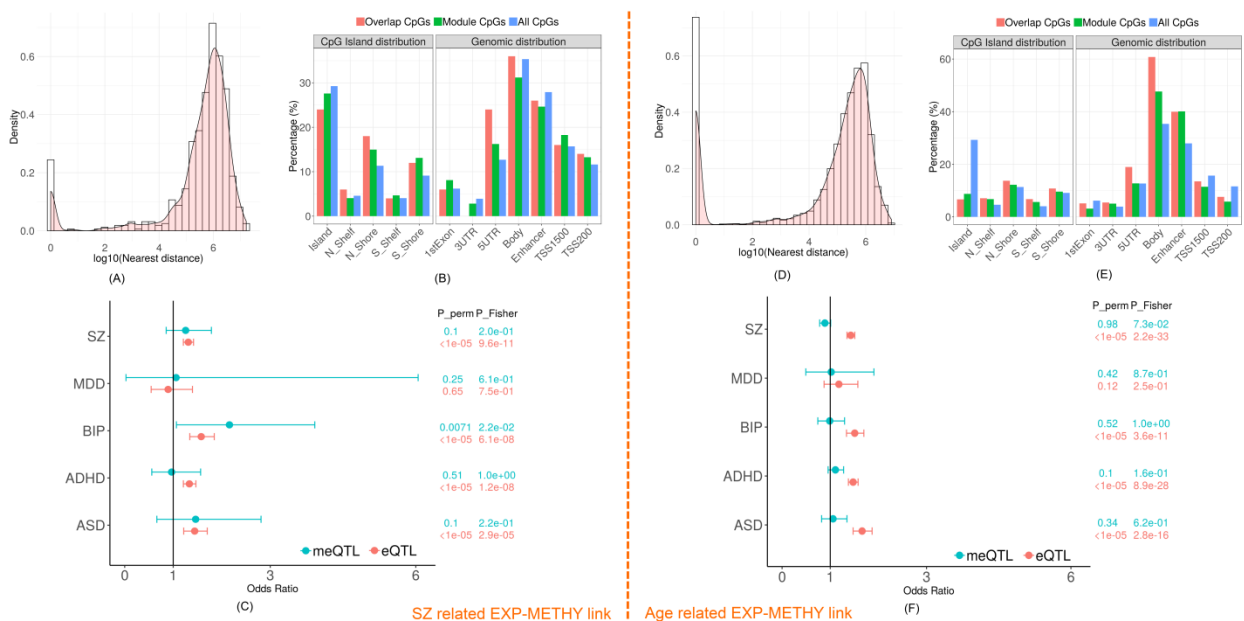 (A)
Density
0.6
0.4
0.2
0.0
0 2 4 6
log10(Nearest distance)
Overlap CpGs Module CpGs All CpGs
CpG Island distribution Genomic distribution
Percentage (%)
30
20
10
0
Island N_Shelf N_Shore S_Shelf S_Shore 1stExon 3UTR 5UTR Body Enhancer TSS1500 TSS200
(B)
P_perm P_Fisher
SZ 0.1 2.0e-01
<1e-05 9.6e-11
MDD 0.25 6.1e-01
0.65 7.5e-01
BIP 0.0071 2.2e-02
<1e-05 6.1e-08
ADHD 0.51 1.0e+00
<1e-05 1.2e-08
ASD 0.1 2.2e-01
<1e-05 2.9e-05
meQTL eQTL
0 1 3 6
Odds Ratio
(C)
SZ related EXP-METHY link
Density
0.6
0.4
0.2
0.0
0 2 4 6
log10(Nearest distance)
(D)
Overlap CpGs Module CpGs All CpGs
CpG Island distribution Genomic distribution
Percentage (%)
60
40
20
0
Island N_Shelf N_Shore S_Shelf S_Shore 1stExon 3UTR 5UTR Body Enhancer TSS1500 TSS200
(E)
P_perm P_Fisher
SZ 0.98 7.3e-02
<1e-05 2.2e-33
MDD 0.42 8.7e-01
0.12 2.5e-01
BIP 0.52 1.0e+00
<1e-05 3.6e-11
ADHD 0.1 1.6e-01
<1e-05 8.9e-28
ASD 0.34 6.2e-01
<1e-05 2.8e-16
meQTL eQTL
0 1 3 6
Odds Ratio
(F)
Age related EXP-METHY link